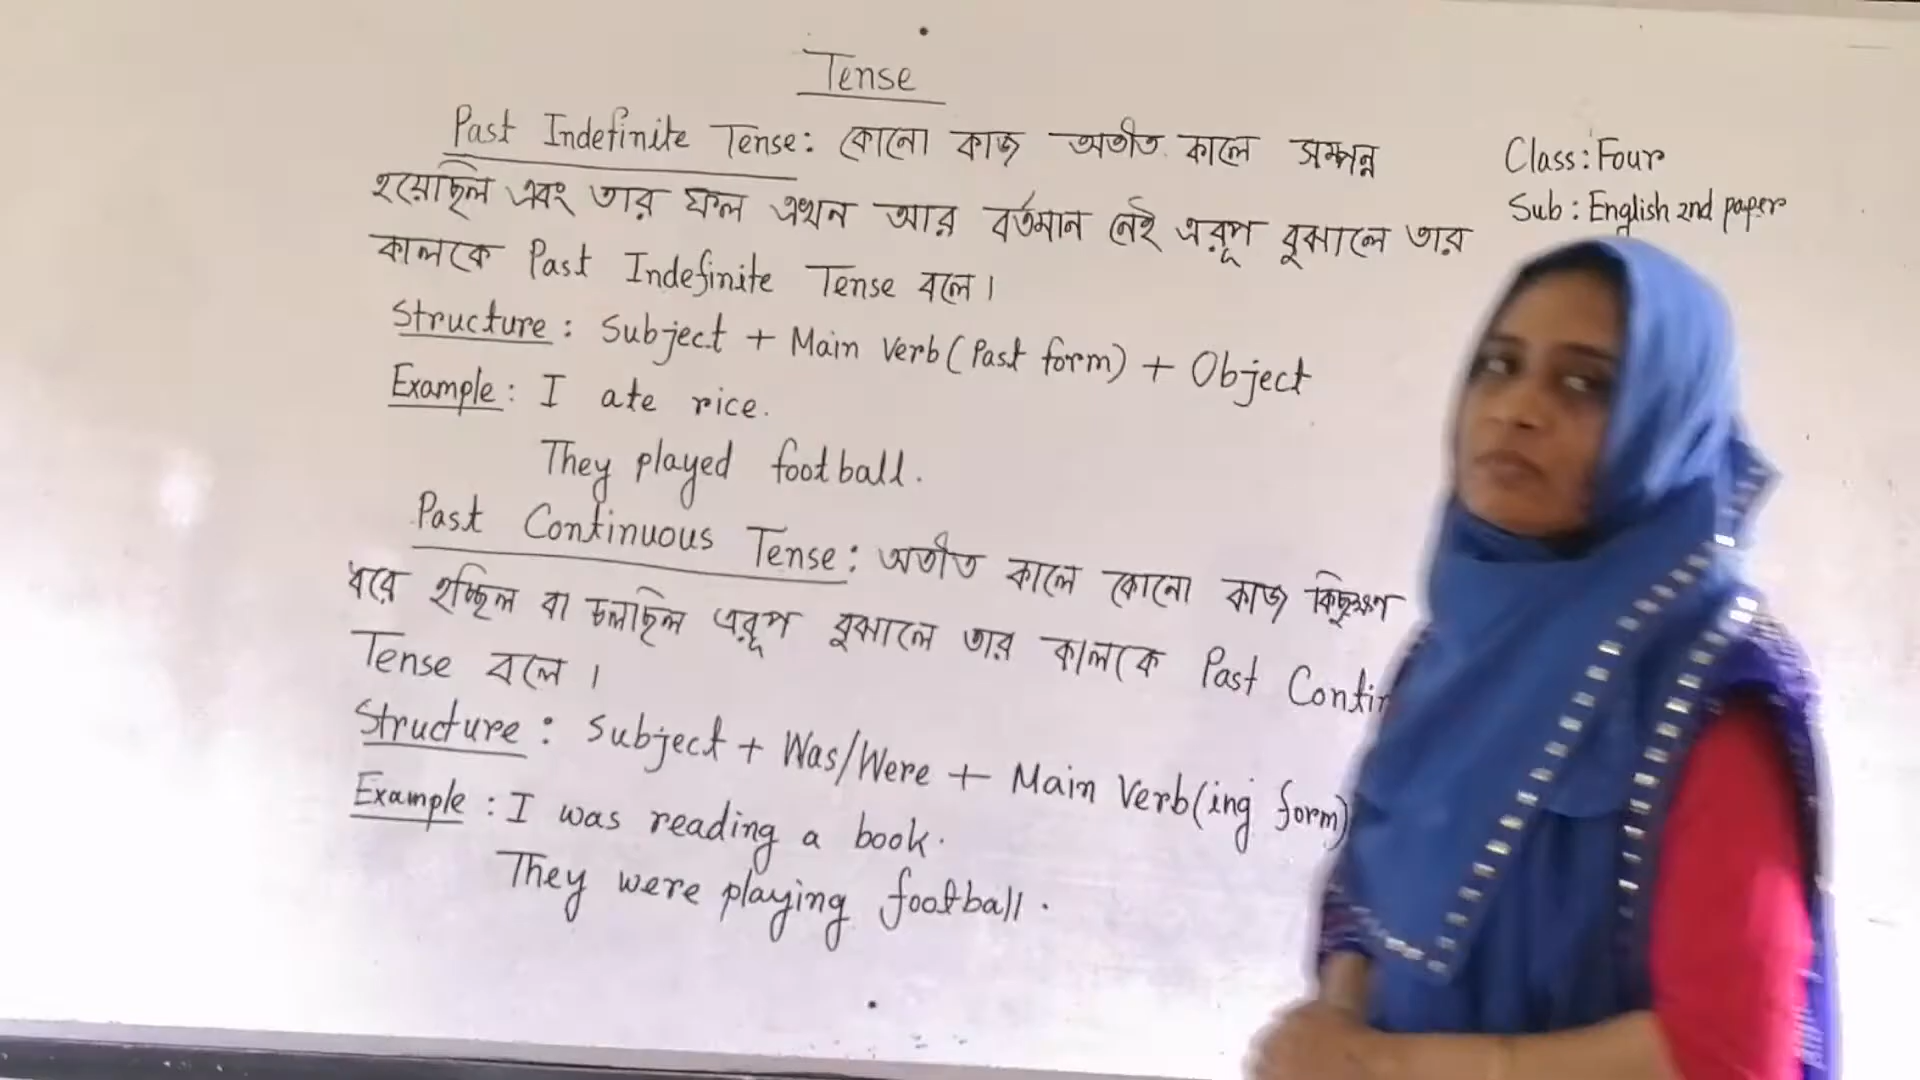 Tense
Past Indefinite Tense: কোনো কাজ অতীত কালে সম্পন্ন
হয়েছিল এবং তার ফল এখন আর বর্তমান নেই এরূপ বুঝালে তার
কালকে Past Indefinite Tense বলে।
Structure: Subject + Main Verb (Past form) + Object
Example: I ate rice.
They played football.
Past Continuous Tense: অতীত কালে কোনো কাজ কিছুক্ষণ
ধরে হচ্ছিল বা চলছিল এরূপ বুঝালে তার কালকে Past Contin
Tense বলে।
Structure: Subject + Was/Were + Main Verb (ing form)
Example: I was reading a book.
They were playing football.
Class: Four
Sub: English 2nd paper